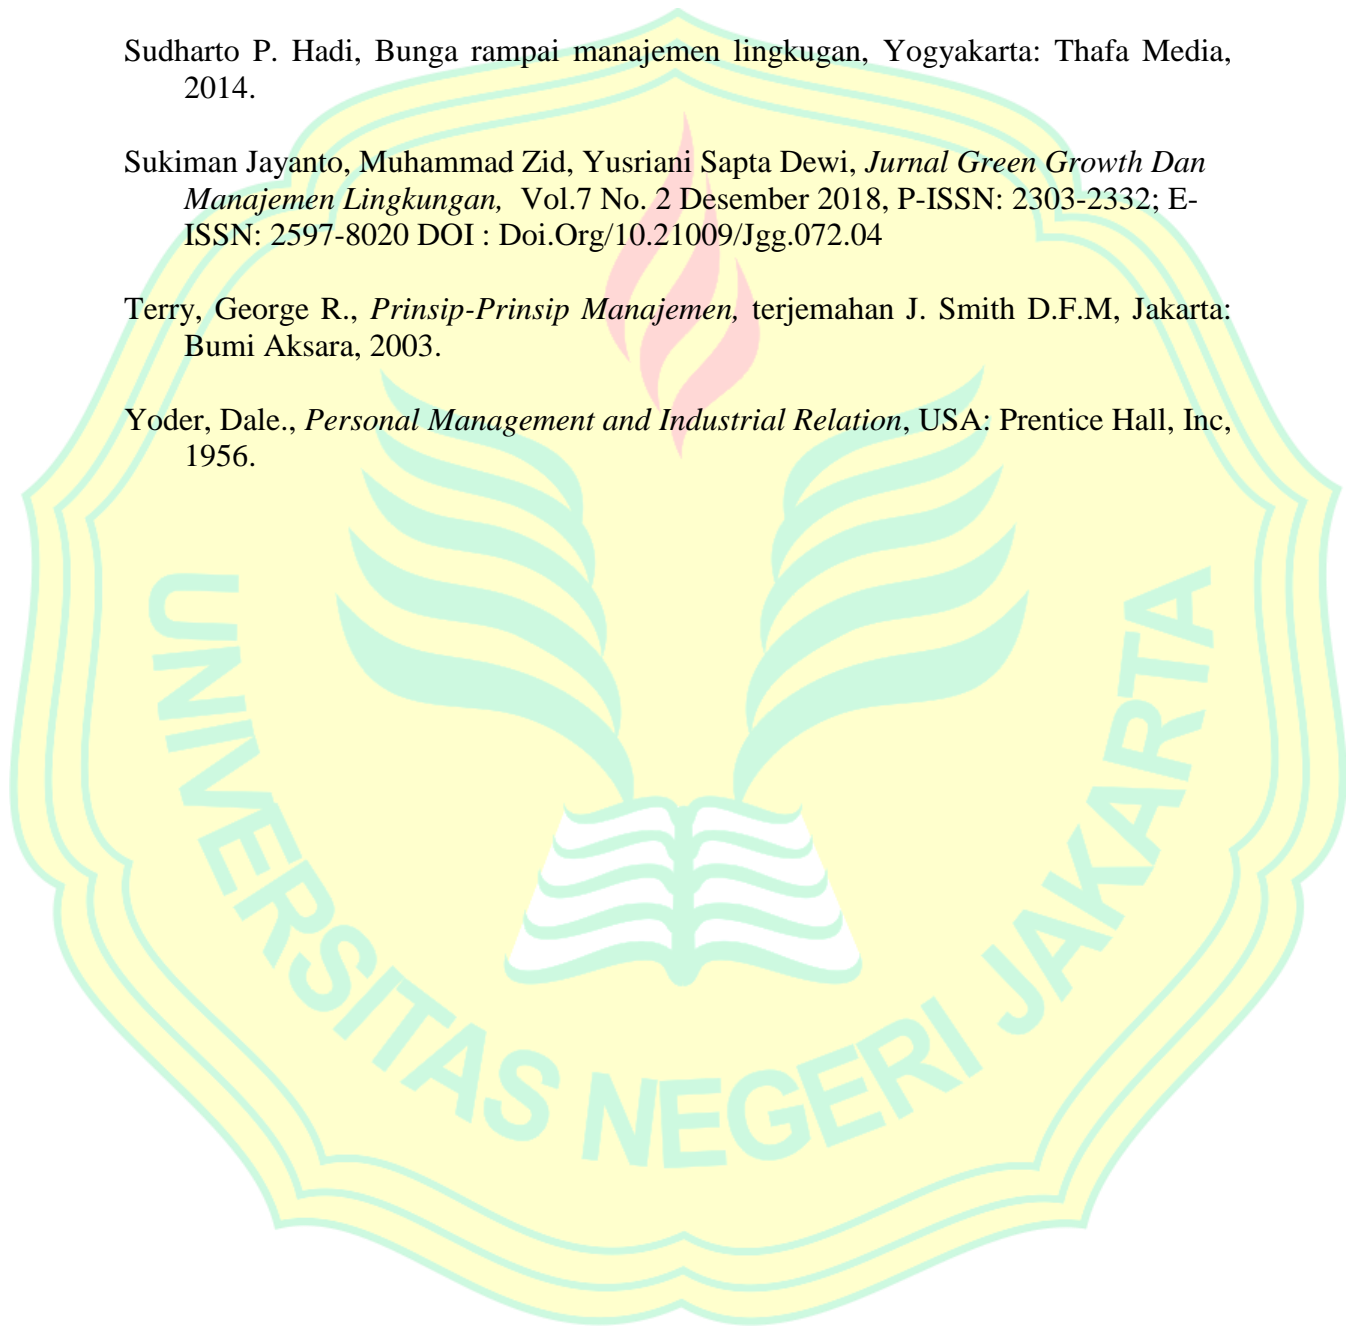 Sudharto P. Hadi, Bunga rampai manajemen lingkugan, Yogyakarta: Thafa Media,
2014.
Sukiman Jayanto, Muhammad Zid, Yusriani Sapta Dewi, Jurnal Green Growth Dan
Manajemen Lingkungan, Vol.7 No. 2 Desember 2018, P-ISSN: 2303-2332; E-
ISSN: 2597-8020 DOI : Doi.Org/10.21009/Jgg.072.04
Terry, George R., Prinsip-Prinsip Manajemen, terjemahan J. Smith D.F.M, Jakarta:
Bumi Aksara, 2003.
Yoder, Dale., Personal Management and Industrial Relation, USA: Prentice Hall, Inc,
1956.
UNIVERSITAS NEGERI JAKARTA